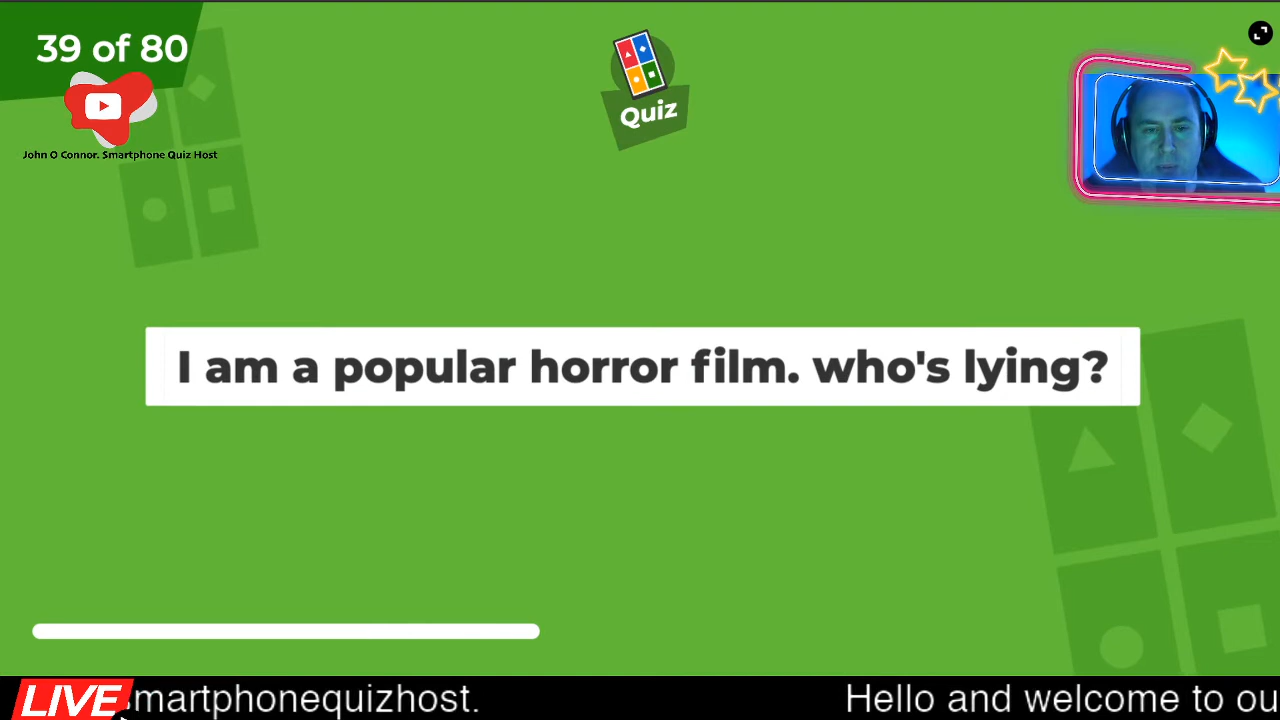 39 of 80
Quiz
John O Connor. Smartphone Quiz Host
I am a popular horror film. who's lying?
LIVE
martphonequizhost. Hello and welcome to ou